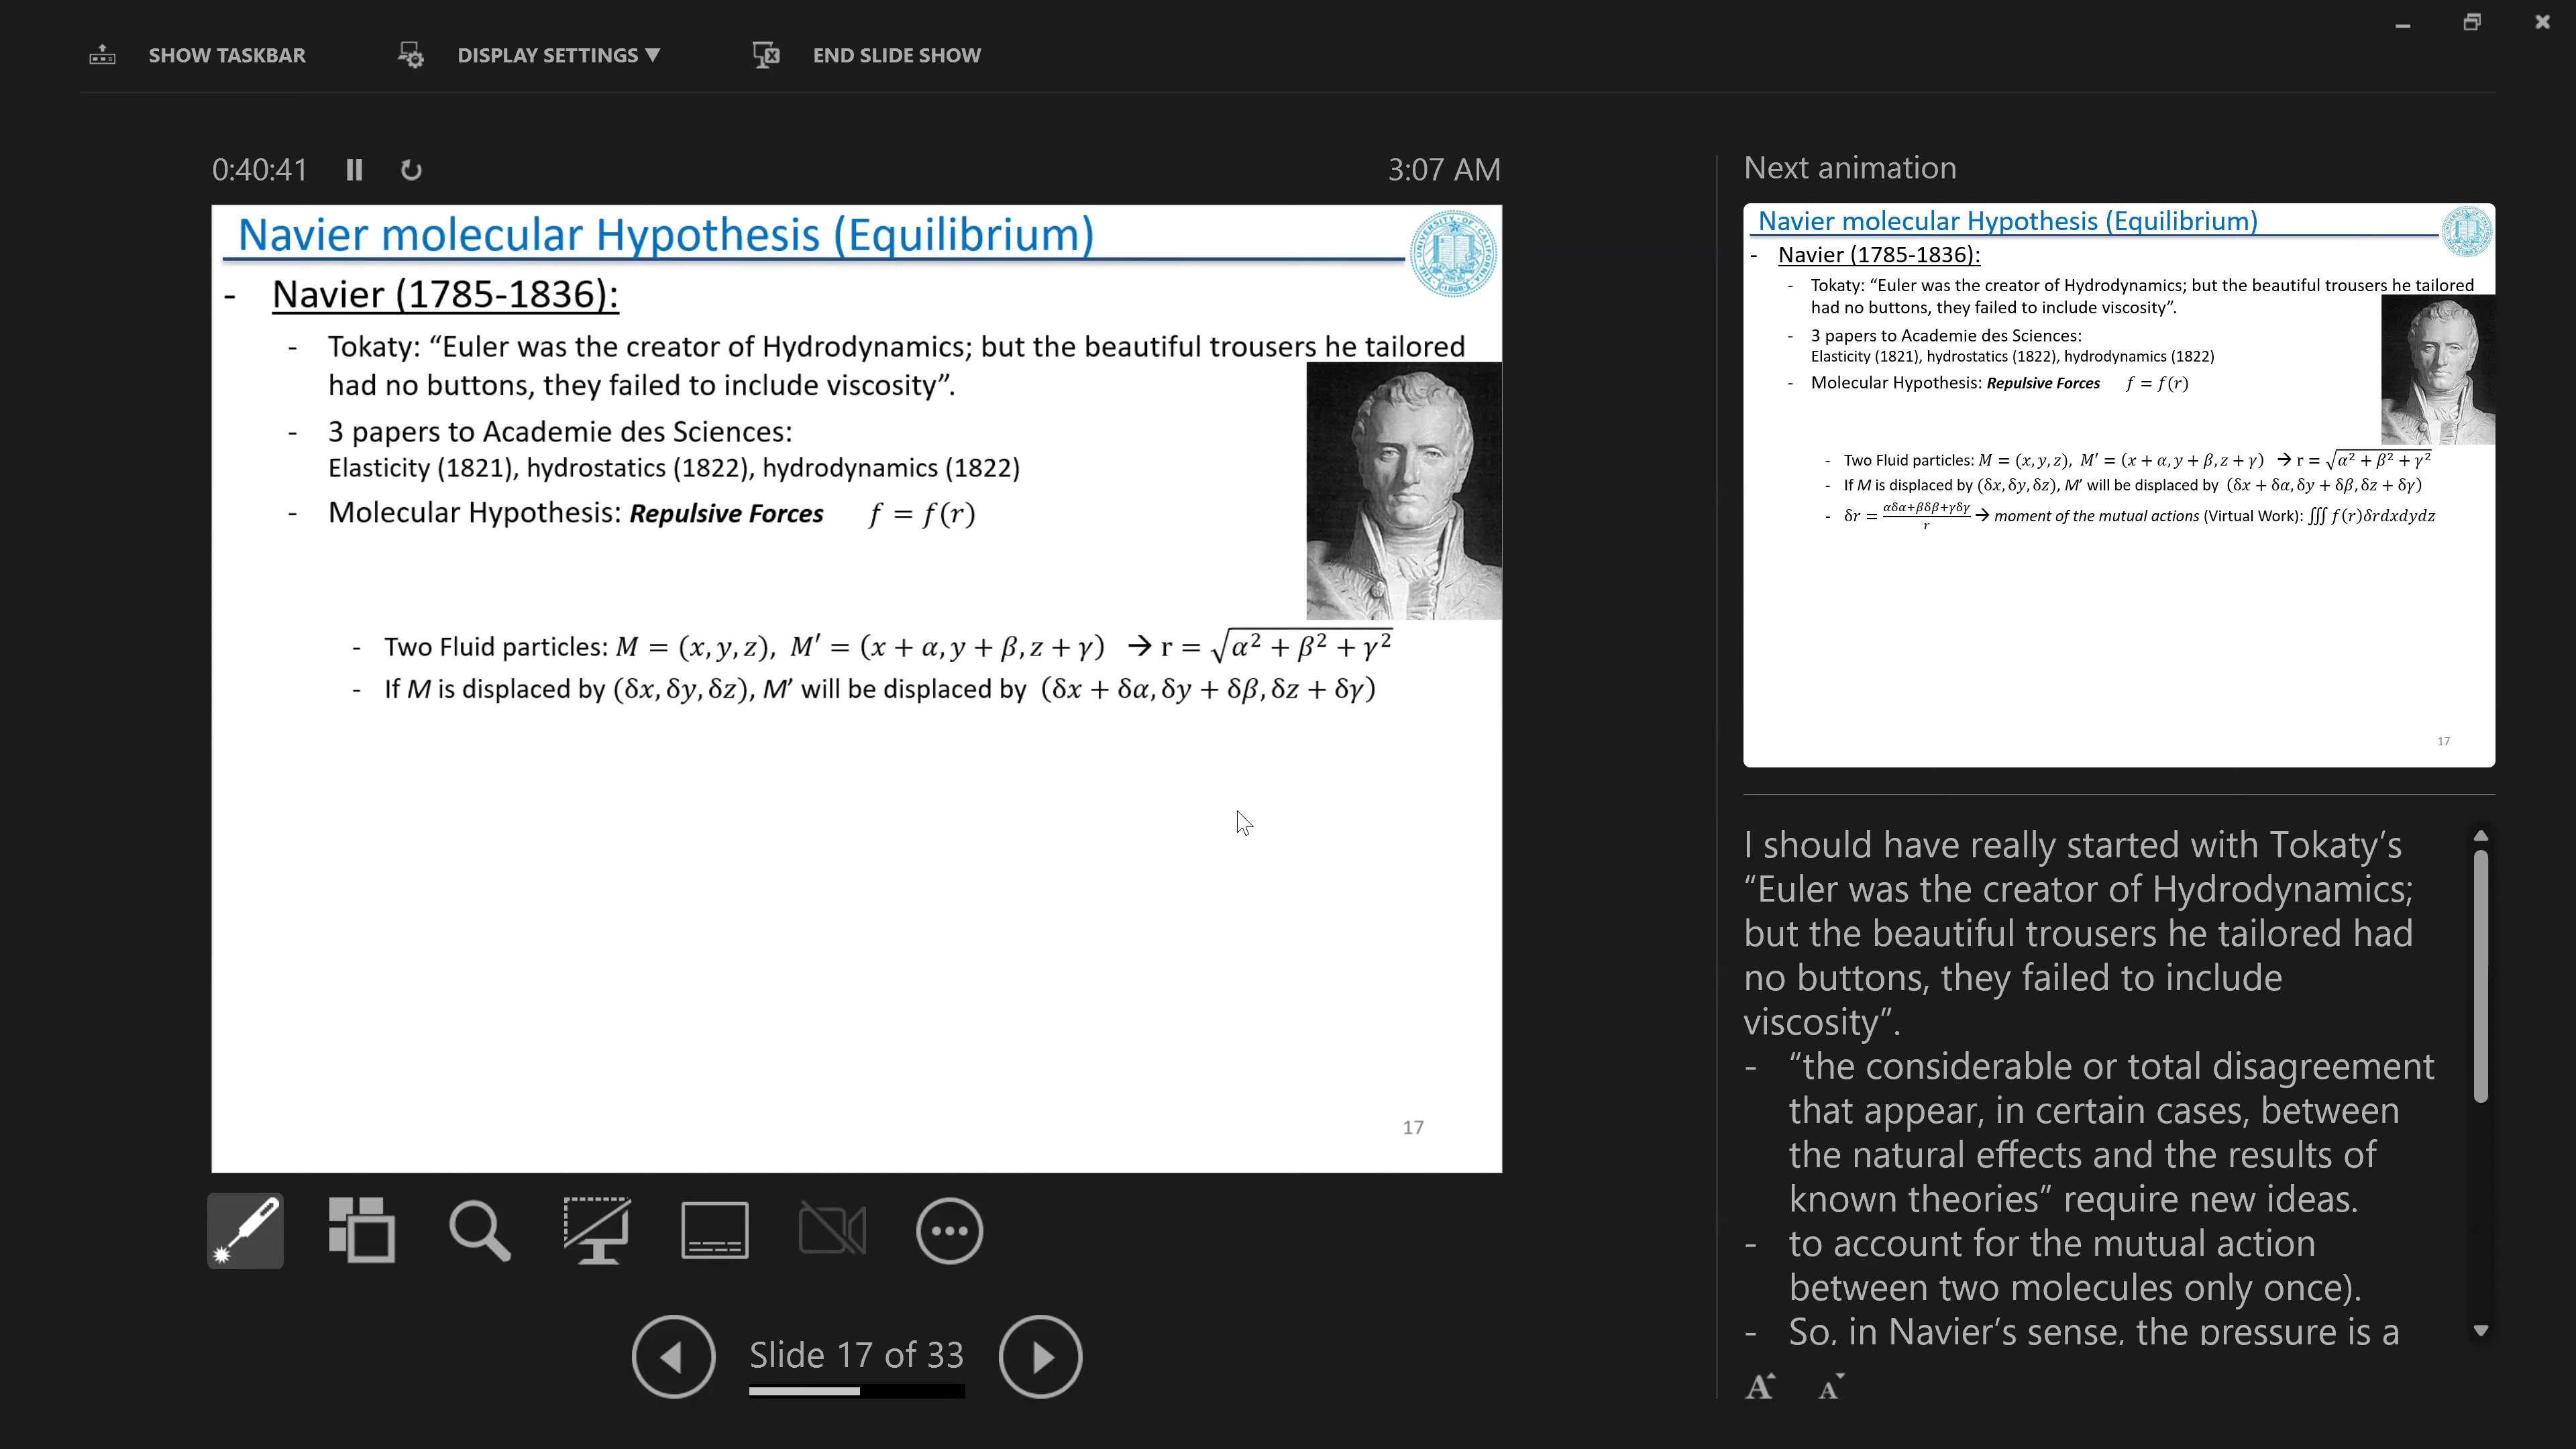 SHOW TASKBAR
DISPLAY SETTINGS ▼
END SLIDE SHOW
0:40:41
3:07 AM
Navier molecular Hypothesis (Equilibrium)
- Navier (1785-1836):
- Tokaty: “Euler was the creator of Hydrodynamics; but the beautiful trousers he tailored
had no buttons, they failed to include viscosity”.
- 3 papers to Academie des Sciences:
Elasticity (1821), hydrostatics (1822), hydrodynamics (1822)
- Molecular Hypothesis: Repulsive Forces f = f(r)
- Two Fluid particles: M = (x, y, z), M′ = (x + α, y + β, z + γ) → r = √(α² + β² + γ²)
- If M is displaced by (δx, δy, δz), M’ will be displaced by (δx + δα, δy + δβ, δz + δγ)
17
Slide 17 of 33
Next animation
Navier molecular Hypothesis (Equilibrium)
- Navier (1785-1836):
- Tokaty: “Euler was the creator of Hydrodynamics; but the beautiful trousers he tailored
had no buttons, they failed to include viscosity”.
- 3 papers to Academie des Sciences:
Elasticity (1821), hydrostatics (1822), hydrodynamics (1822)
- Molecular Hypothesis: Repulsive Forces f = f(r)
- Two Fluid particles: M = (x, y, z), M′ = (x + α, y + β, z + γ) → r = √(α² + β² + γ²)
- If M is displaced by (δx, δy, δz), M’ will be displaced by (δx + δα, δy + δβ, δz + δγ)
- δr = (αδα+βδβ+γδγ)/r → moment of the mutual actions (Virtual Work): ∭ f(r)δrdxdydz
17
I should have really started with Tokaty’s
“Euler was the creator of Hydrodynamics;
but the beautiful trousers he tailored had
no buttons, they failed to include
viscosity”.
- “the considerable or total disagreement
that appear, in certain cases, between
the natural effects and the results of
known theories” require new ideas.
- to account for the mutual action
between two molecules only once).
- So, in Navier’s sense, the pressure is a
A A